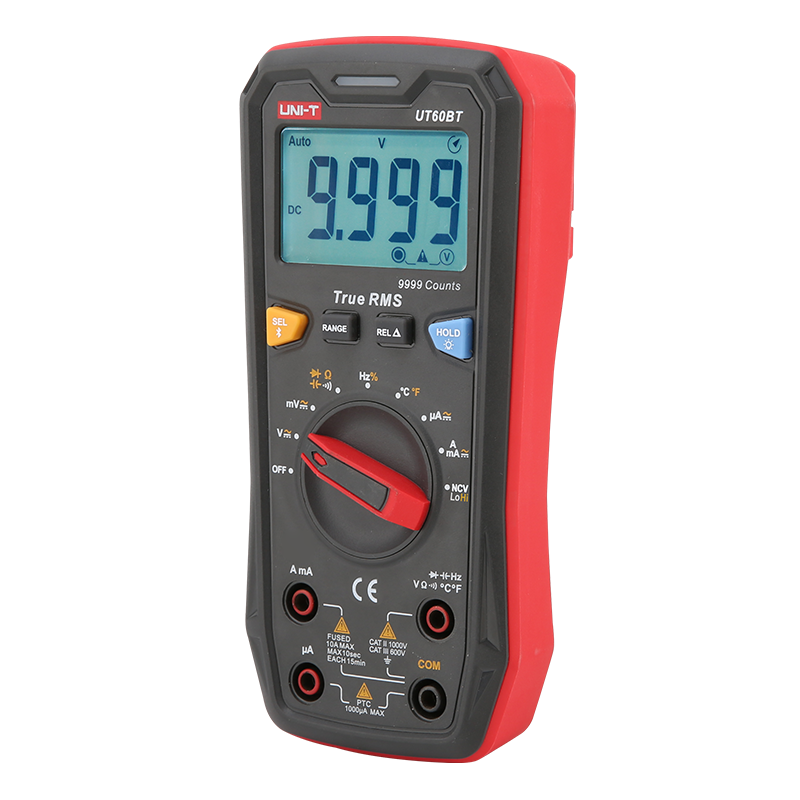 UNI-T
UT60BT
Auto V
DC 9.999
V
9999 Counts
True RMS
SEL
RANGE
REL △
HOLD
Ω
Hz%
°C °F
mV
µA
V
A
mA
OFF
NCV
LoHi
A mA
Hz
V Ω °C°F
CE
FUSED
10A MAX
MAX10sec
EACH 15min
CAT II 1000V
CAT III 600V
µA
COM
PTC
1000µA MAX